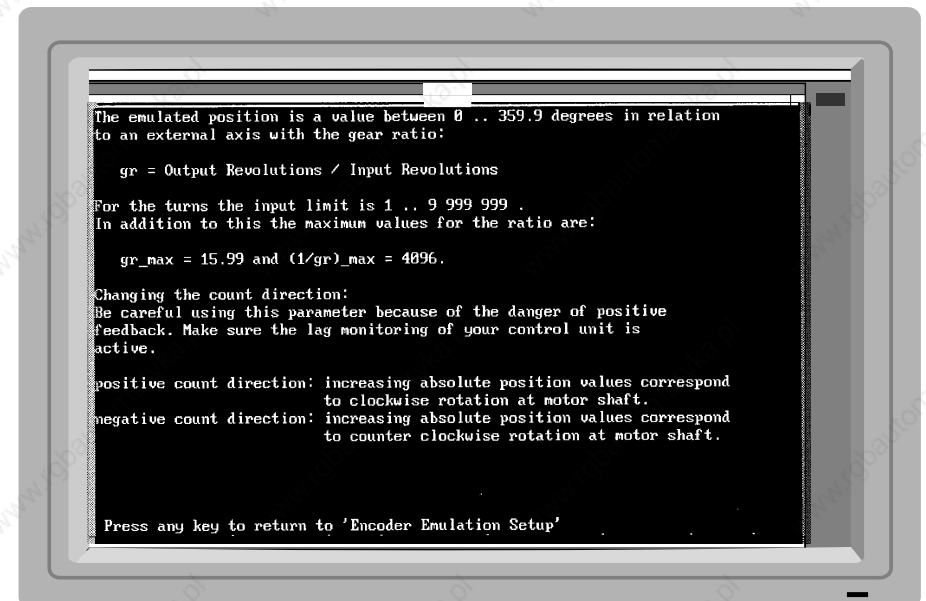 The emulated position is a value between 0 .. 359.9 degrees in relation
to an external axis with the gear ratio:
gr = Output Revolutions / Input Revolutions
For the turns the input limit is 1 .. 9 999 999 .
In addition to this the maximum values for the ratio are:
gr_max = 15.99 and (1/gr)_max = 4096.
Changing the count direction:
Be careful using this parameter because of the danger of positive
feedback. Make sure the lag monitoring of your control unit is
active.
positive count direction: increasing absolute position values correspond
to clockwise rotation at motor shaft.
negative count direction: increasing absolute position values correspond
to counter clockwise rotation at motor shaft.
Press any key to return to 'Encoder Emulation Setup'